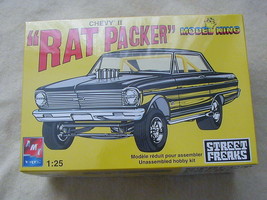 CHEVY II
"RAT PACKER"
MODEL KING
AMT
ERTL
1:25
Modèle réduit pour assembler
Unassembled hobby kit
STREET
FREAKS